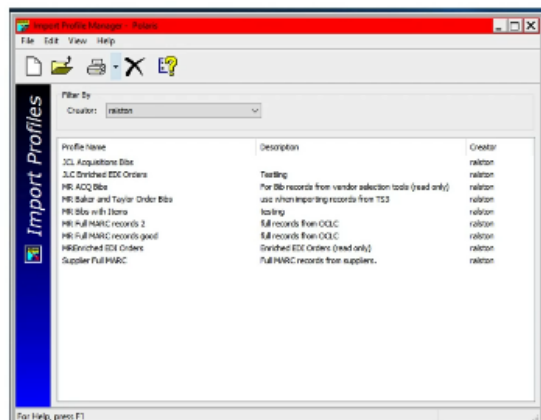 Import Profile Manager - Polaris
File Edit View Help
Import Profiles
Filter By
Creator: ralston
Profile Name Description Creator
JCL Acquisitions Bibs ralston
JLC Enriched EDI Orders Testing ralston
MR ACQ Bibs For Bib records from vendor selection tools (read only) ralston
MR Baker and Taylor Order Bibs use when importing records from TS3 ralston
MR Bibs with Items testing ralston
MR Full MARC records 2 full records from OCLC ralston
MR Full MARC records good full records from OCLC ralston
MREnriched EDI Orders Enriched EDI Orders (read only) ralston
Supplier Full MARC Full MARC records from suppliers. ralston
For Help, press F1